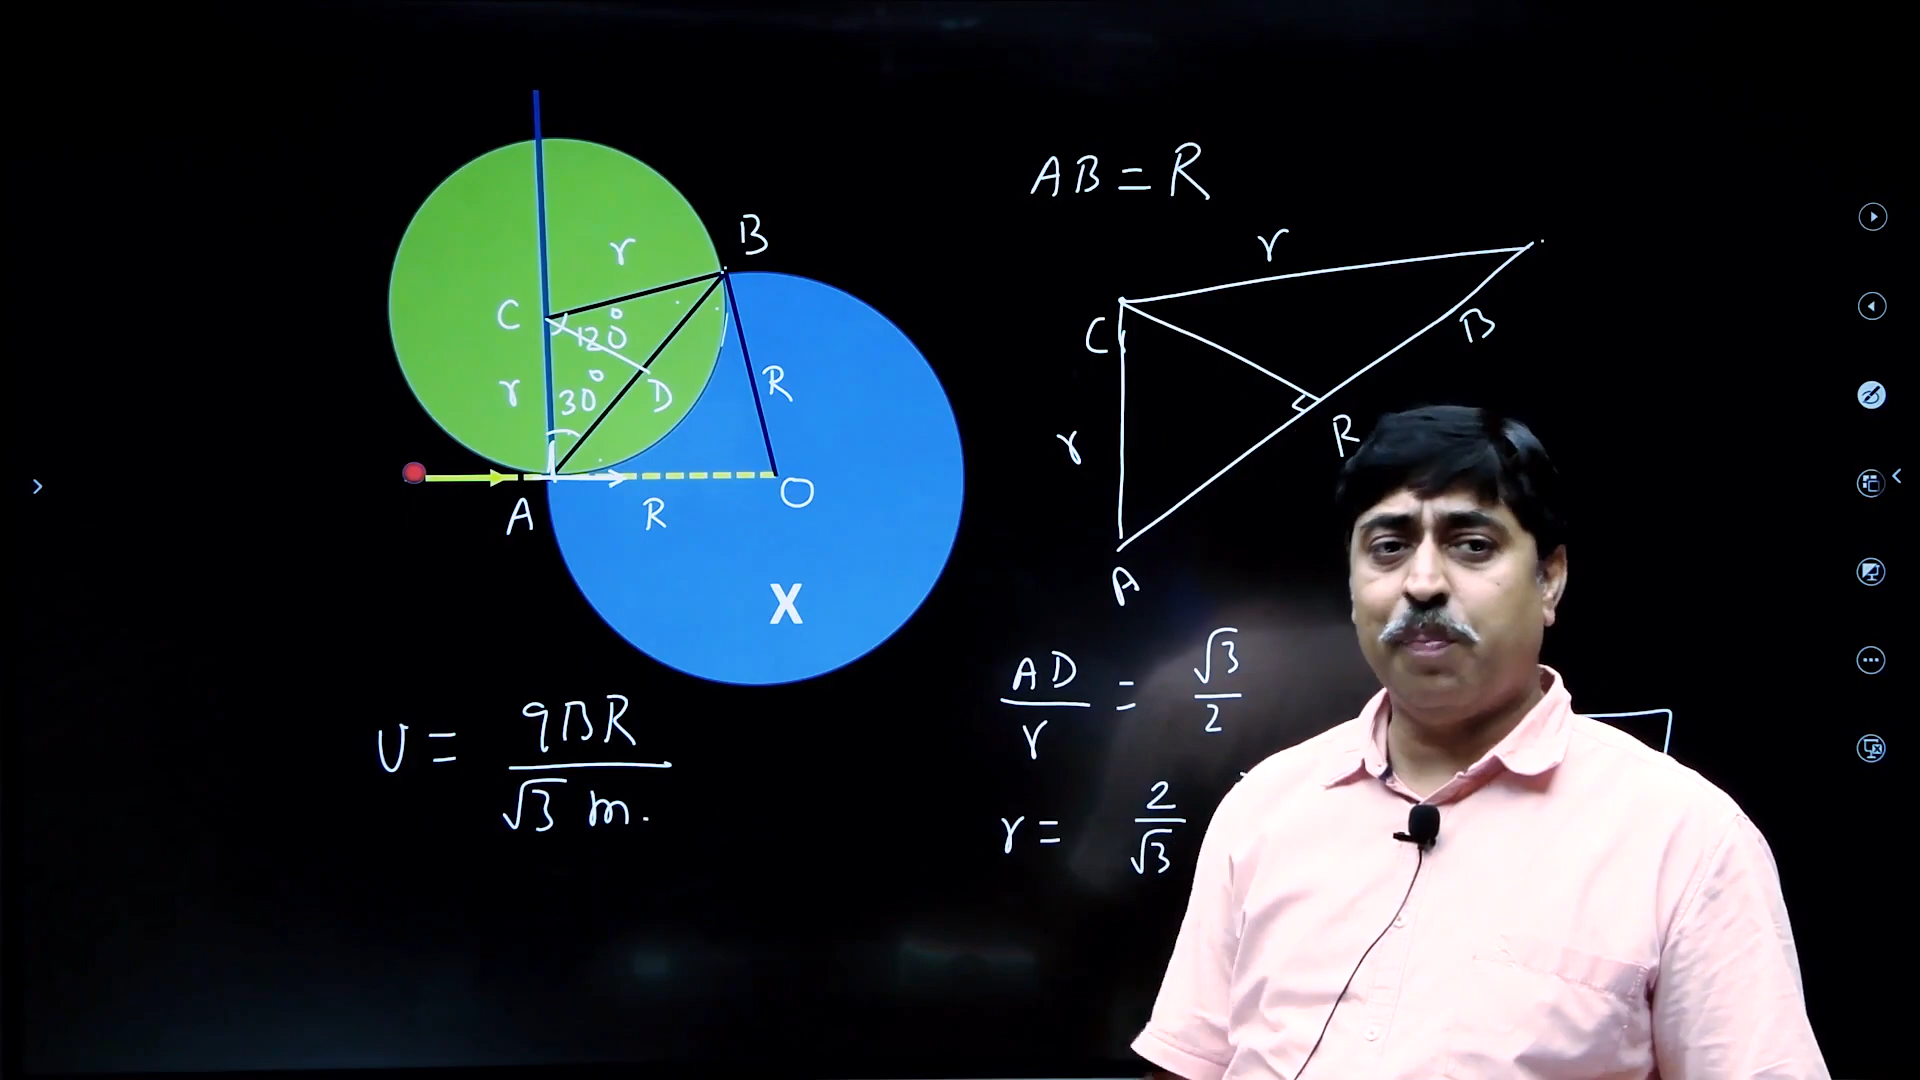 B
r
C
120°
r
30°
D
R
A
R
O
X
υ = qBR / √3 m.
AB = R
r
C
B
r
R
A
AD / r = √3 / 2
r = 2 / √3